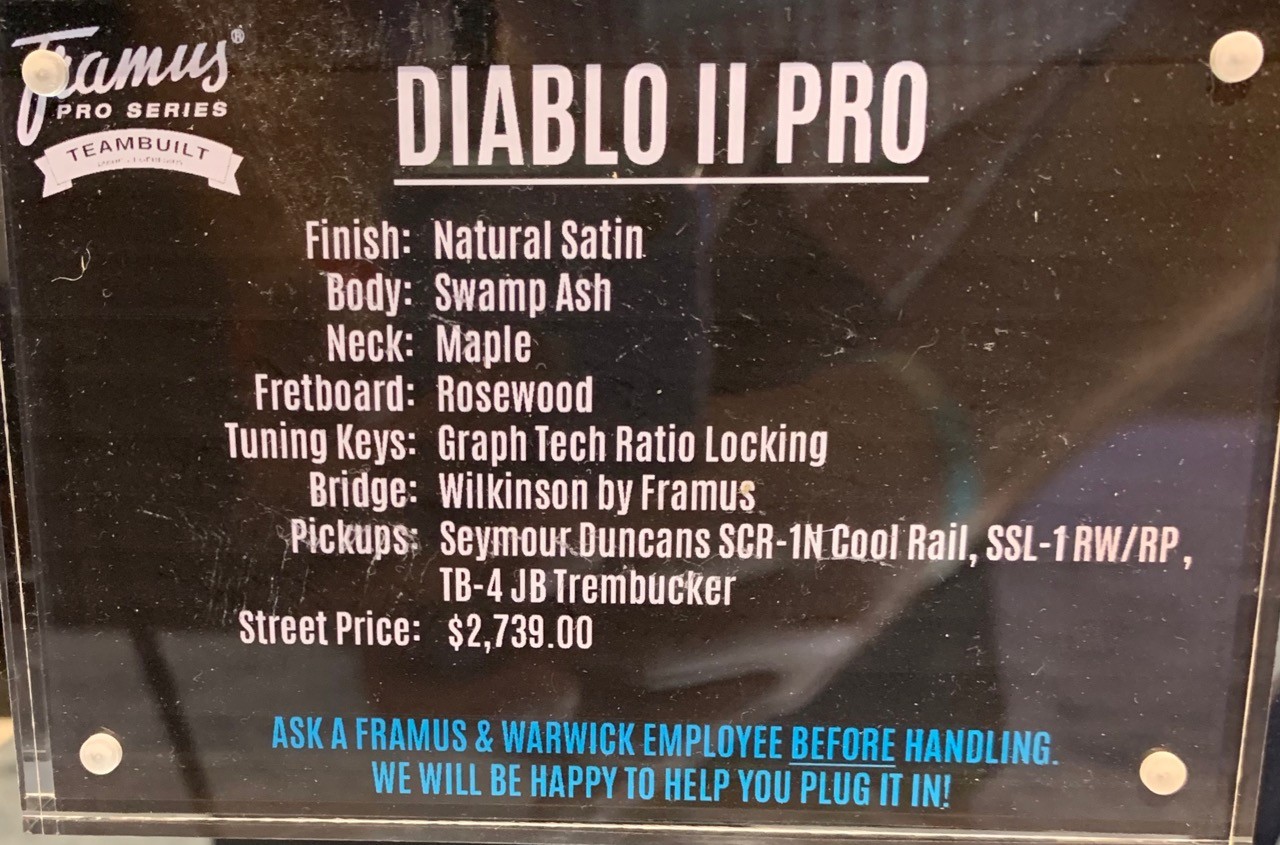 Framus®
PRO SERIES
TEAMBUILT
DIABLO II PRO
Finish: Natural Satin
Body: Swamp Ash
Neck: Maple
Fretboard: Rosewood
Tuning Keys: Graph Tech Ratio Locking
Bridge: Wilkinson by Framus
Pickups: Seymour Duncans SCR-1N Cool Rail, SSL-1 RW/RP,
TB-4 JB Trembucker
Street Price: $2,739.00
ASK A FRAMUS & WARWICK EMPLOYEE BEFORE HANDLING.
WE WILL BE HAPPY TO HELP YOU PLUG IT IN!